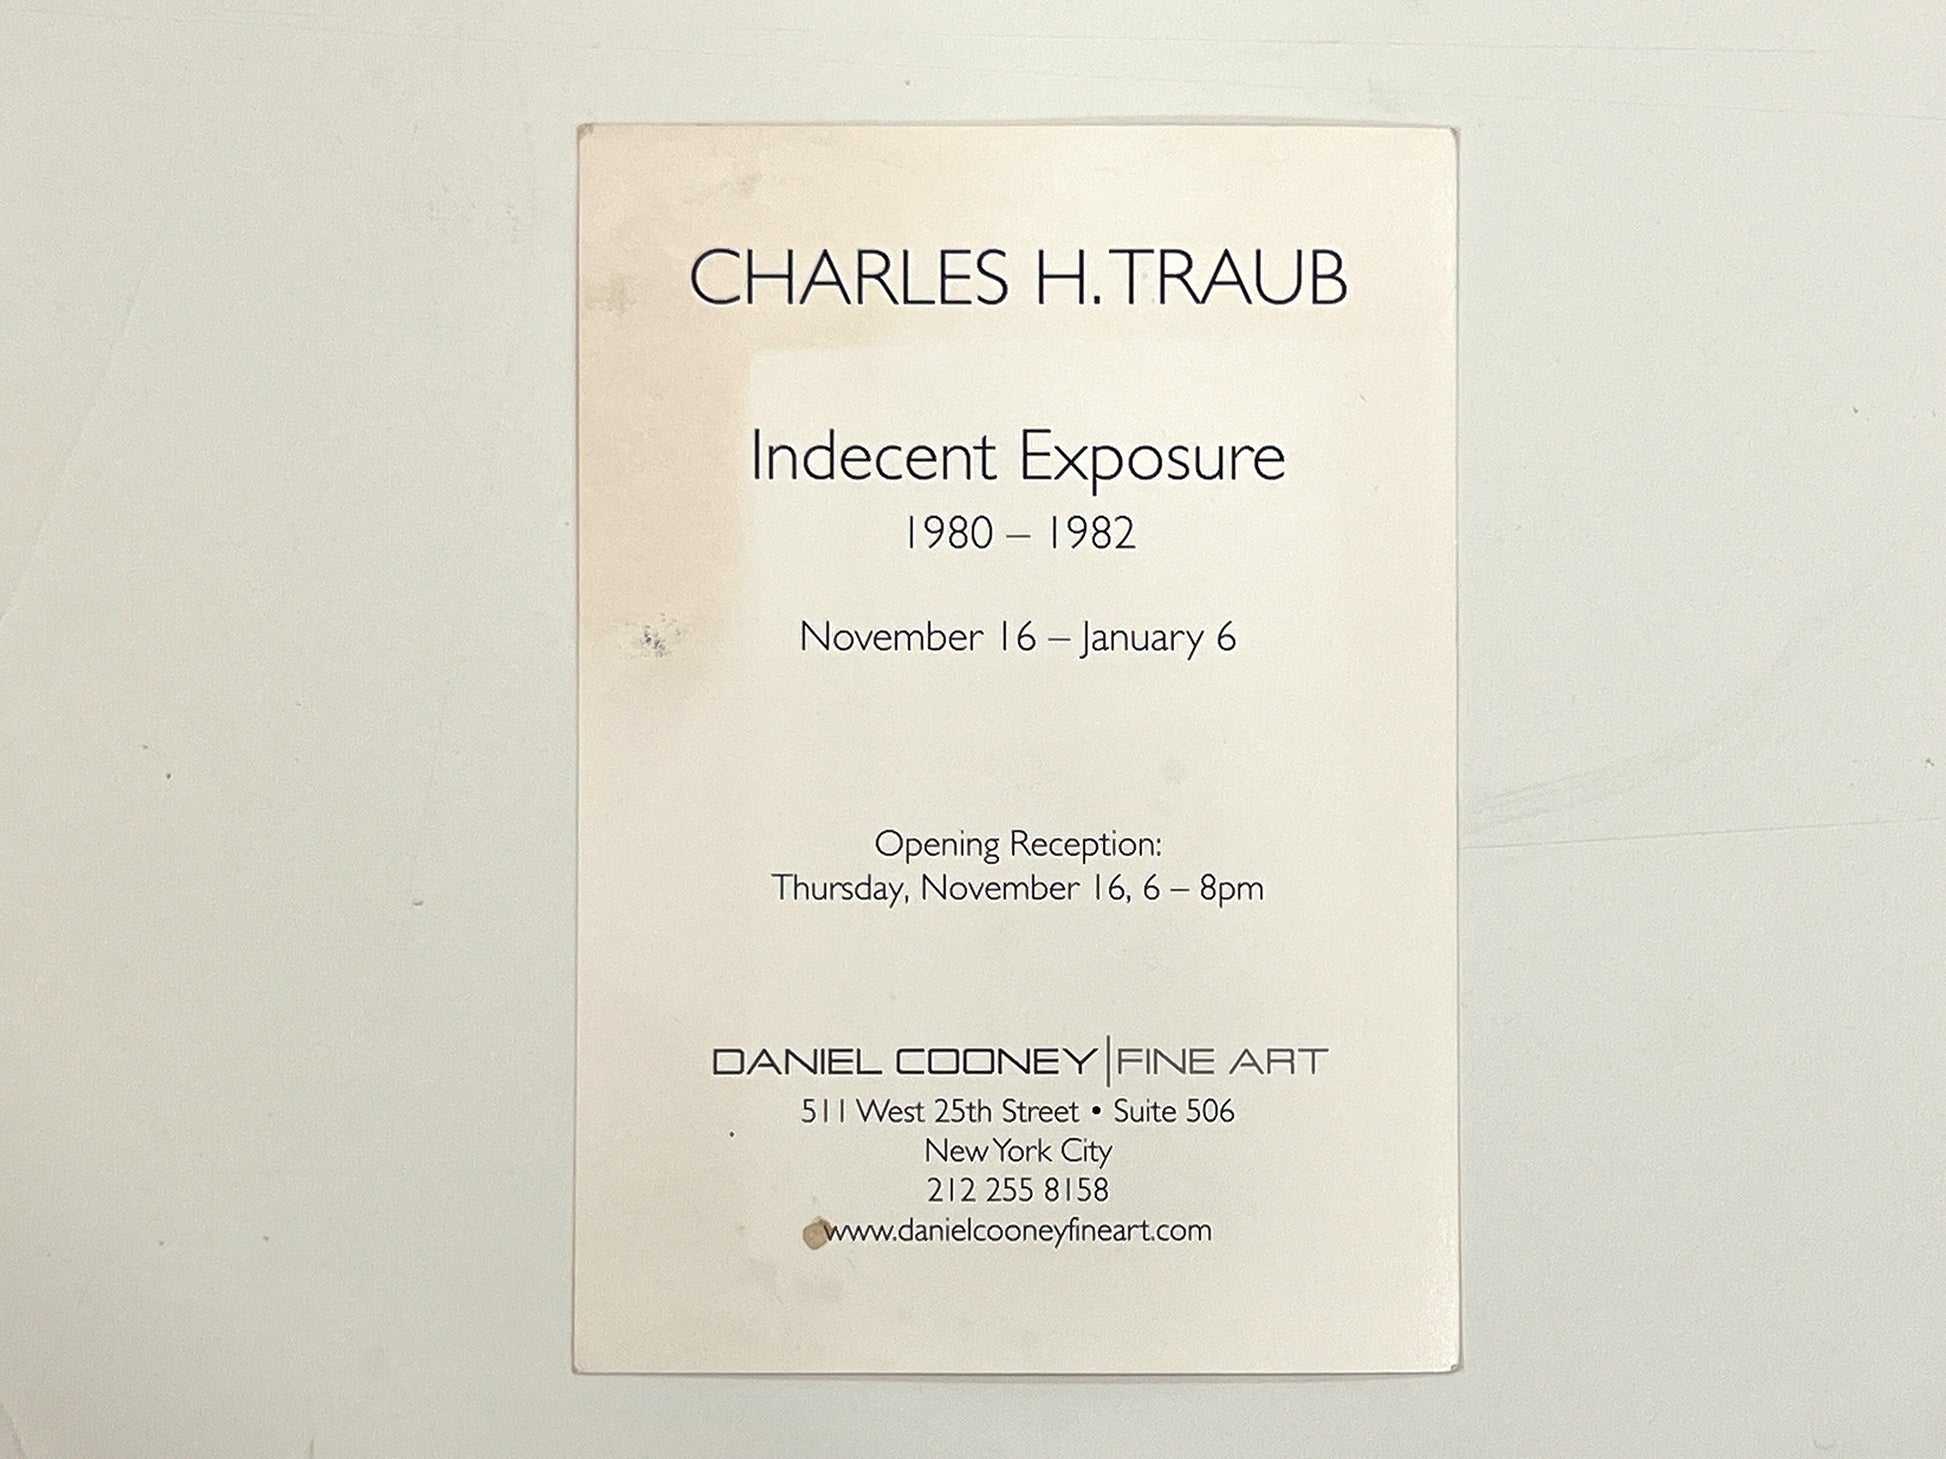 CHARLES H. TRAUB
Indecent Exposure
1980 – 1982
November 16 – January 6
Opening Reception:
Thursday, November 16, 6 – 8pm
DANIEL COONEY|FINE ART
511 West 25th Street • Suite 506
New York City
212 255 8158
www.danielcooneyfineart.com